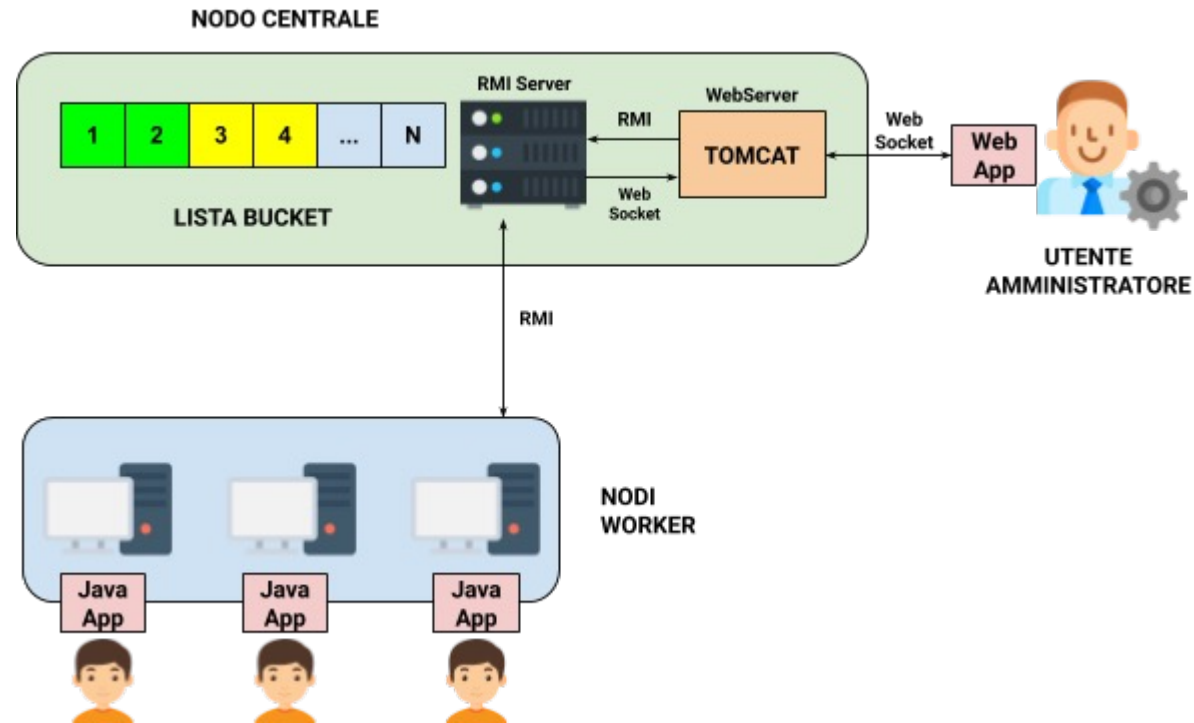 NODO CENTRALE
RMI Server
WebServer
1 2 3 4 ... N
RMI
TOMCAT
Web
Socket
Web
Socket
Web
App
LISTA BUCKET
UTENTE
AMMINISTRATORE
RMI
NODI
WORKER
Java
App
Java
App
Java
App